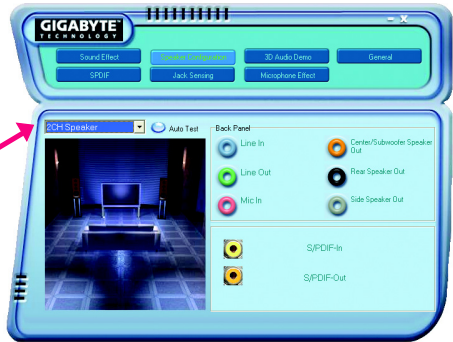 GIGABYTE™
TECHNOLOGY
- X
Sound Effect
Speaker Configuration
3D Audio Demo
General
SPDIF
Jack Sensing
Microphone Effect
2CH Speaker
Auto Test
Back Panel
Line In
Center/Subwoofer Speaker
Out
Line Out
Rear Speaker Out
Mic In
Side Speaker Out
S/PDIF-In
S/PDIF-Out